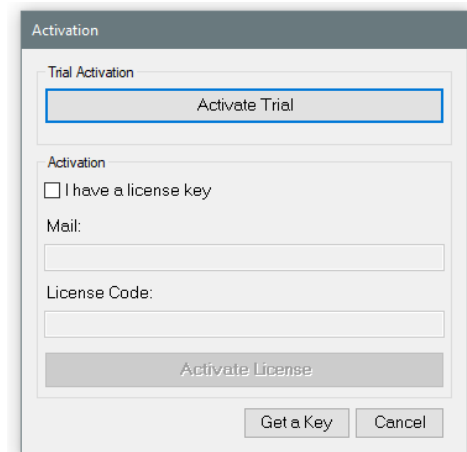 Activation
Trial Activation
Activate Trial
Activation
I have a license key
Mail:
License Code:
Activate License
Get a Key Cancel